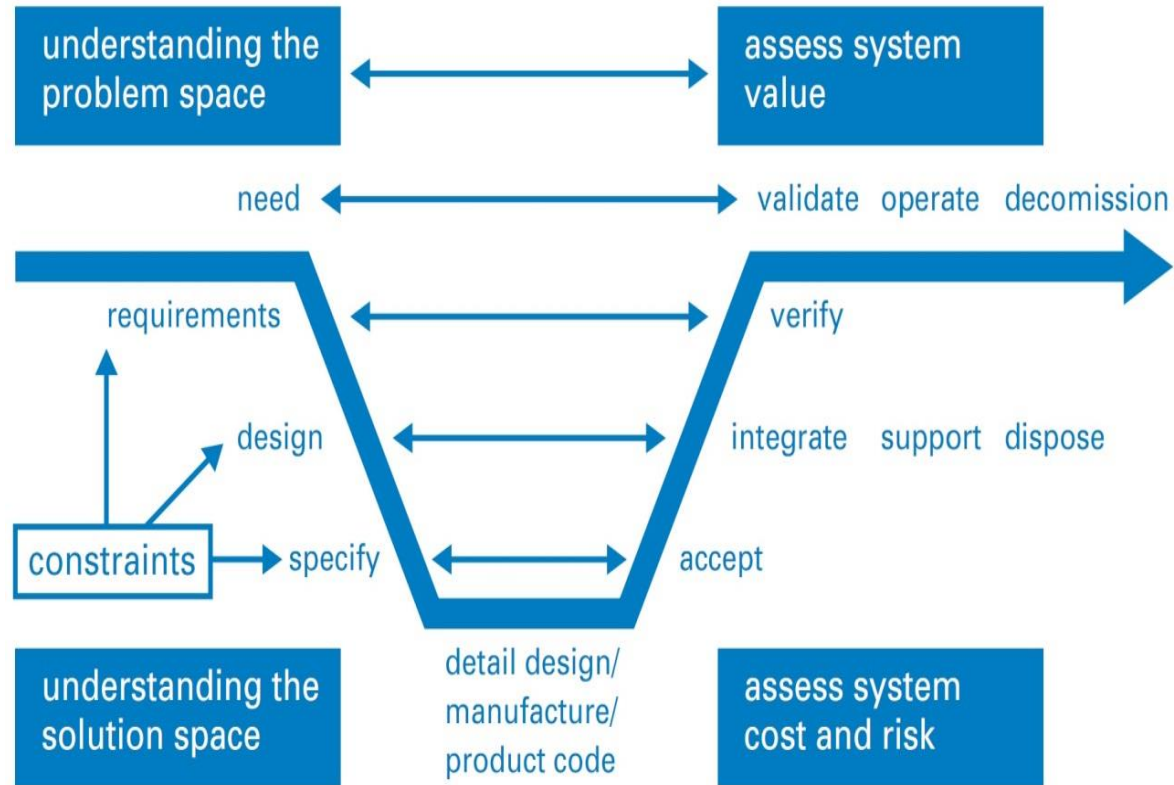 understanding the
problem space
assess system
value
need
validate operate decomission
requirements
verify
design
integrate support dispose
constraints
specify
accept
understanding the
solution space
detail design/
manufacture/
product code
assess system
cost and risk